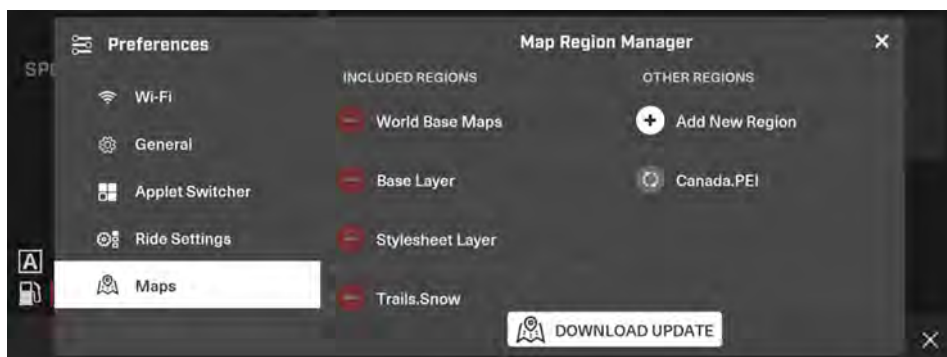 Preferences
Map Region Manager
SPE
INCLUDED REGIONS
OTHER REGIONS
Wi-Fi
World Base Maps
Add New Region
General
Base Layer
Canada.PEI
Applet Switcher
Ride Settings
Stylesheet Layer
A
Maps
Trails.Snow
DOWNLOAD UPDATE